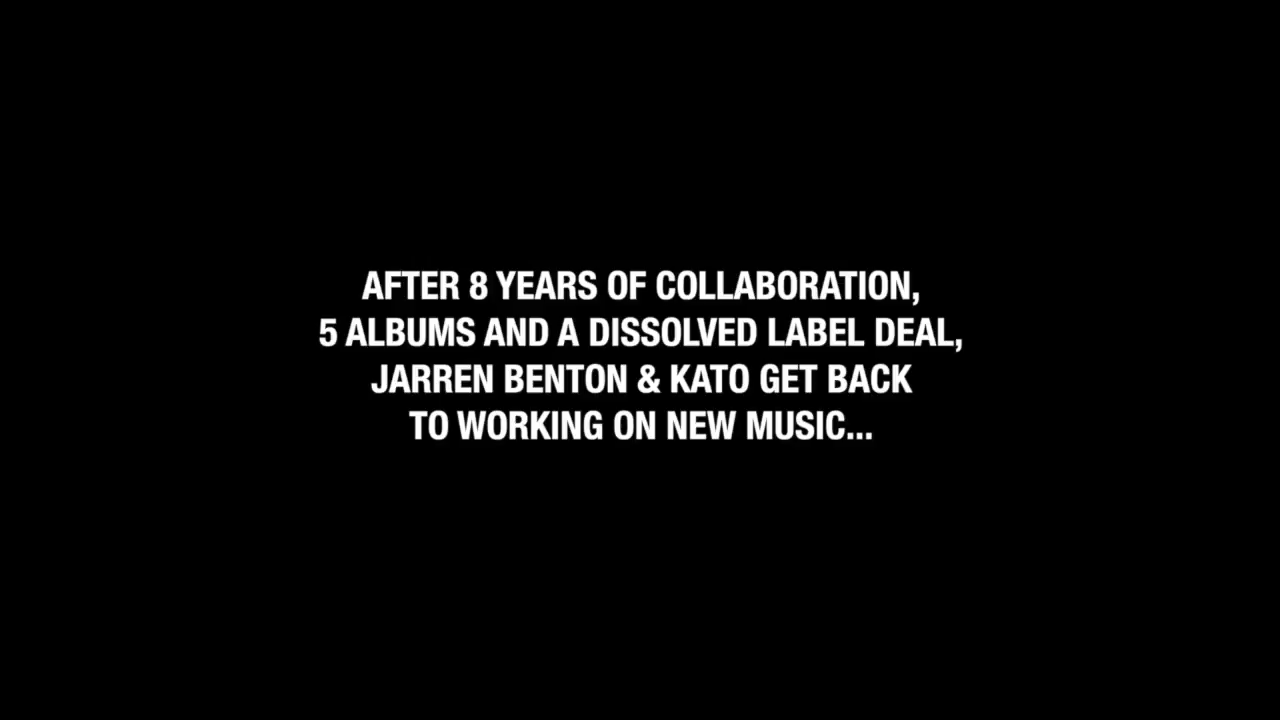 AFTER 8 YEARS OF COLLABORATION,
5 ALBUMS AND A DISSOLVED LABEL DEAL,
JARREN BENTON & KATO GET BACK
TO WORKING ON NEW MUSIC...